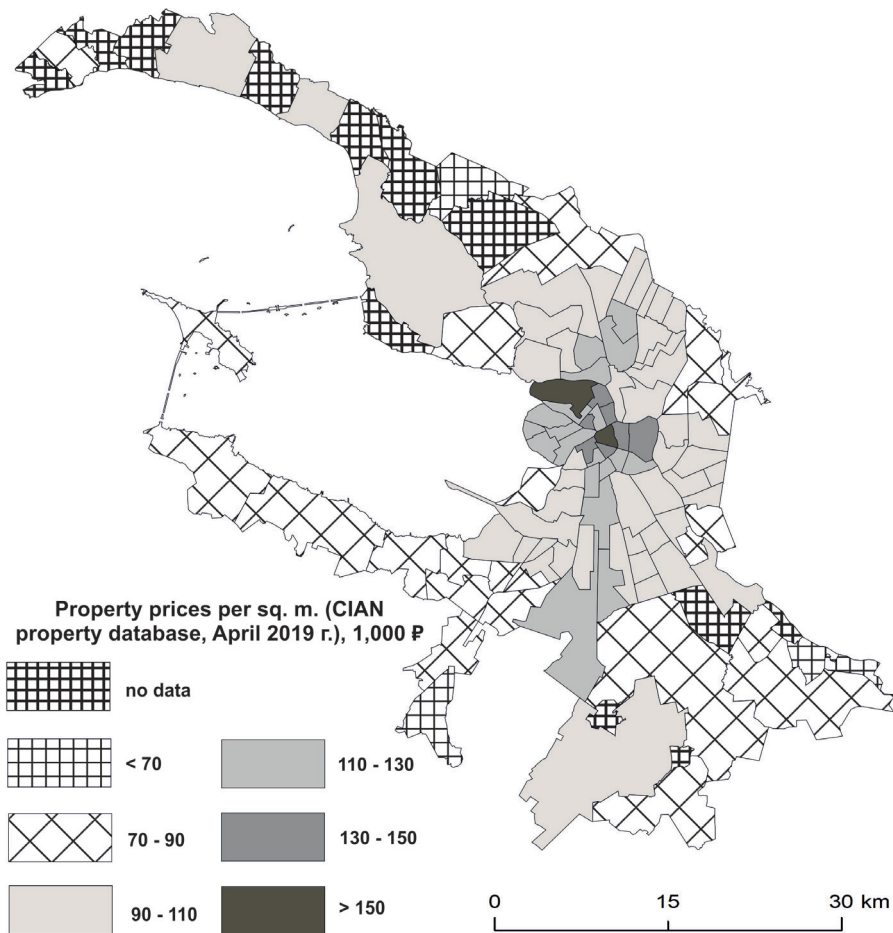 Property prices per sq. m. (CIAN
property database, April 2019 r.), 1,000 ₽
no data
< 70
110 - 130
70 - 90
130 - 150
90 - 110
> 150
0 15 30 km